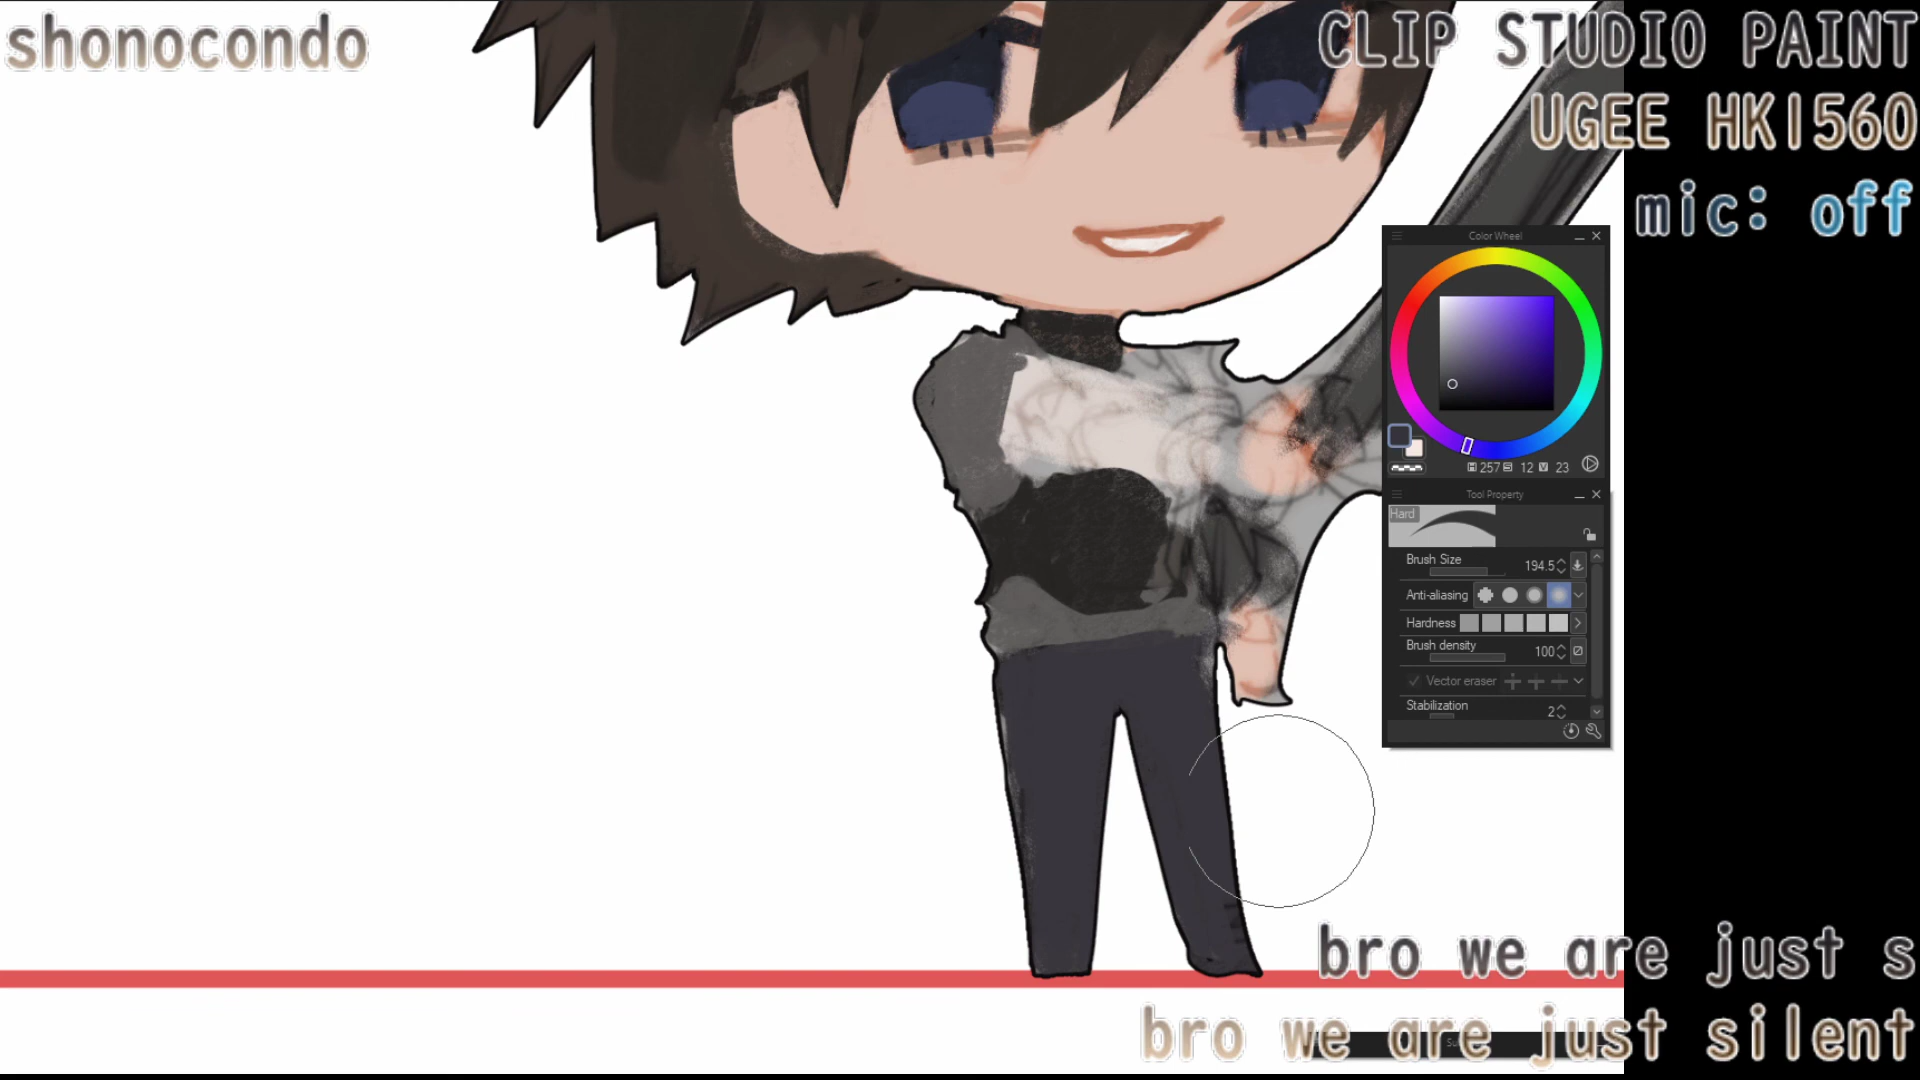 shonocondo
CLIP STUDIO PAINT
UGEE HK1560
mic: off
Color Wheel
H 257 S 12 V 23
Tool Property
Hard
Brush Size 194.5
Anti-aliasing
Hardness
Brush density 100
Vector eraser
Stabilization 2
bro we are just s
bro we are just silent